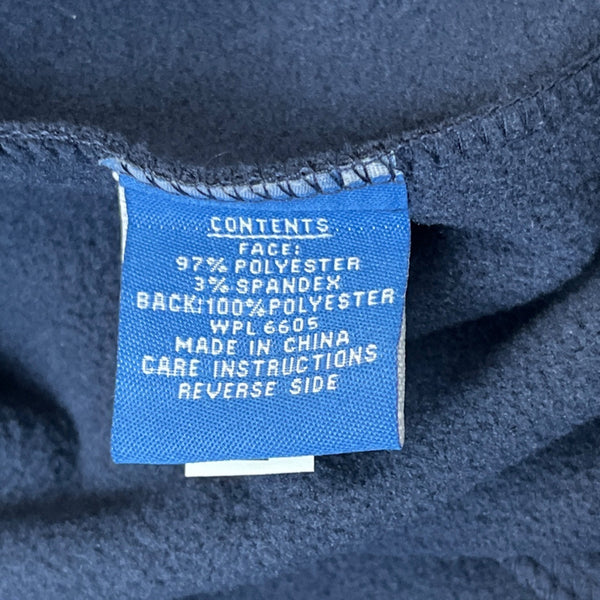 CONTENTS
FACE:
97% POLYESTER
3% SPANDEX
BACK:100%POLYESTER
WPL 6605
MADE IN CHINA
CARE INSTRUCTIONS
REVERSE SIDE